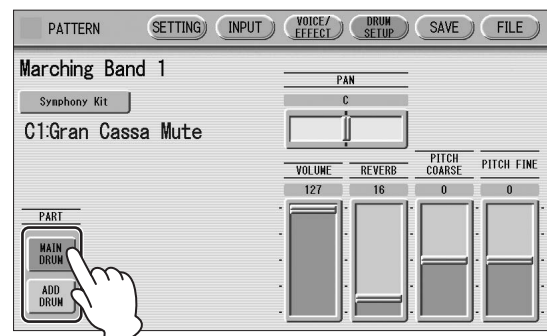 PATTERN SETTING INPUT VOICE/ EFFECT DRUM SETUP SAVE FILE
Marching Band 1
PAN
Symphony Kit
C
C1:Gran Cassa Mute
VOLUME REVERB PITCH COARSE PITCH FINE
127 16 0 0
PART
MAIN
DRUM
ADD
DRUM